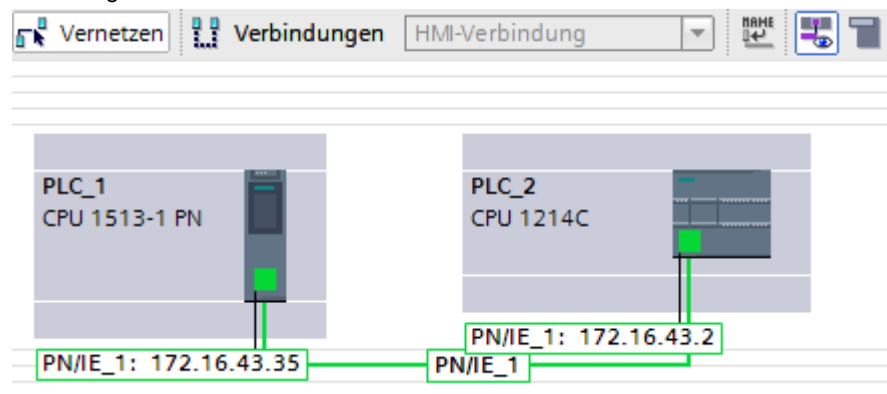 Vernetzen Verbindungen HMI-Verbindung NAME
PLC_1
CPU 1513-1 PN
PLC_2
CPU 1214C
PN/IE_1: 172.16.43.2
PN/IE_1: 172.16.43.35
PN/IE_1